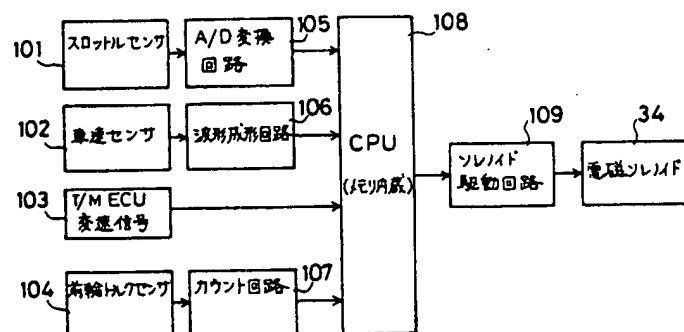 101
スロットルセンサ
A/D変換
回路
105
108
102
車速センサ
波形成形回路
106
CPU
(メモリ内蔵)
109
ソレノイド
駆動回路
34
電磁ソレノイド
103
T/M ECU
変速信号
104
前輪トルクセンサ
カウント回路
107